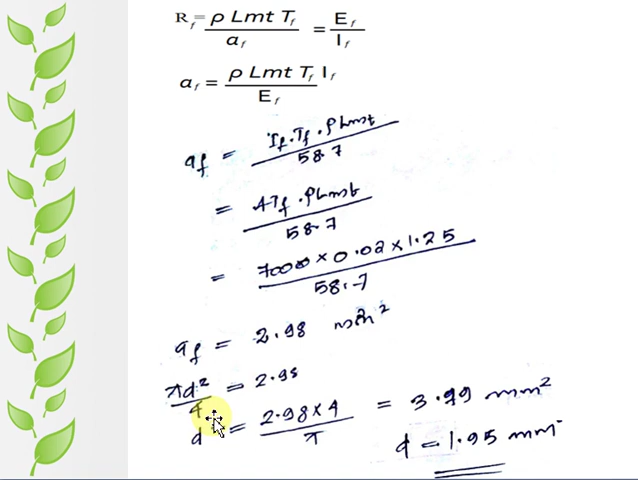 R_f = ρ Lmt T_f / a_f = E_f / I_f
a_f = ρ Lmt T_f I_f / E_f
a_f = I_f . T_f . ρ Lmt / 58.7
= AT_f . ρ Lmt / 58.7
= 7000 × 0.02 × 1.25 / 58.7
a_f = 2.98 mm²
πd² / 4 = 2.98
d = 2.98 × 4 / π = 3.79 mm²
d = 1.95 mm